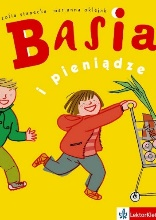 zofia stanecka marianna oklejak
BASIA
i pieniądze
LektorKlett